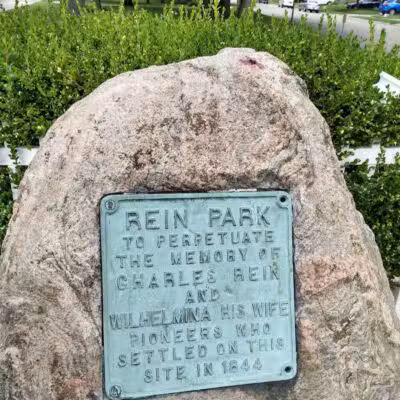 REIN PARK
TO PERPETUATE
THE MEMORY OF
CHARLES REIN
AND
WILHELMINA HIS WIFE
PIONEERS WHO
SETTLED ON THIS
SITE IN 1844